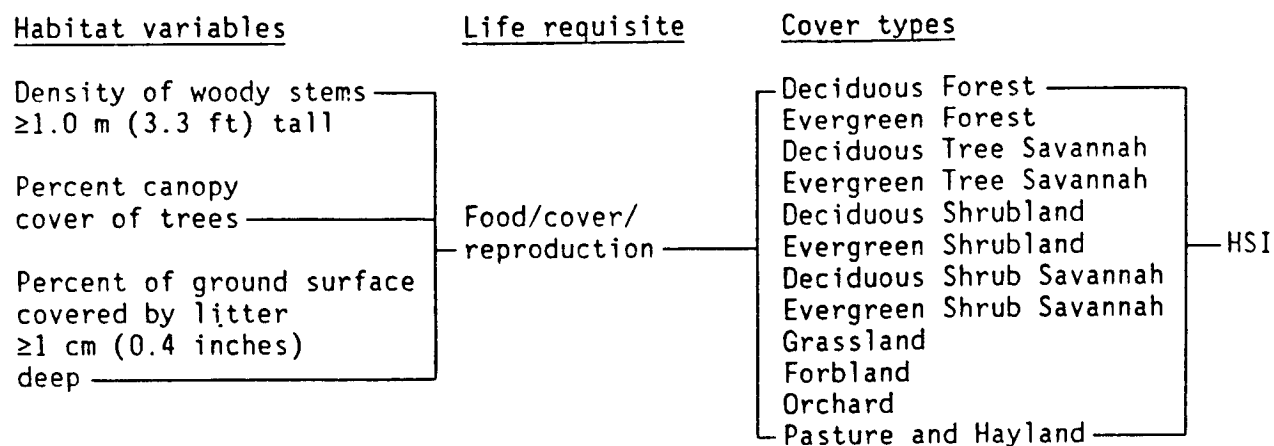 Habitat variables
Life requisite
Cover types
Density of woody stems
≥1.0 m (3.3 ft) tall
Percent canopy
cover of trees
Percent of ground surface
covered by litter
≥1 cm (0.4 inches)
deep
Food/cover/
reproduction
Deciduous Forest
Evergreen Forest
Deciduous Tree Savannah
Evergreen Tree Savannah
Deciduous Shrubland
Evergreen Shrubland
Deciduous Shrub Savannah
Evergreen Shrub Savannah
Grassland
Forbland
Orchard
Pasture and Hayland
HSI